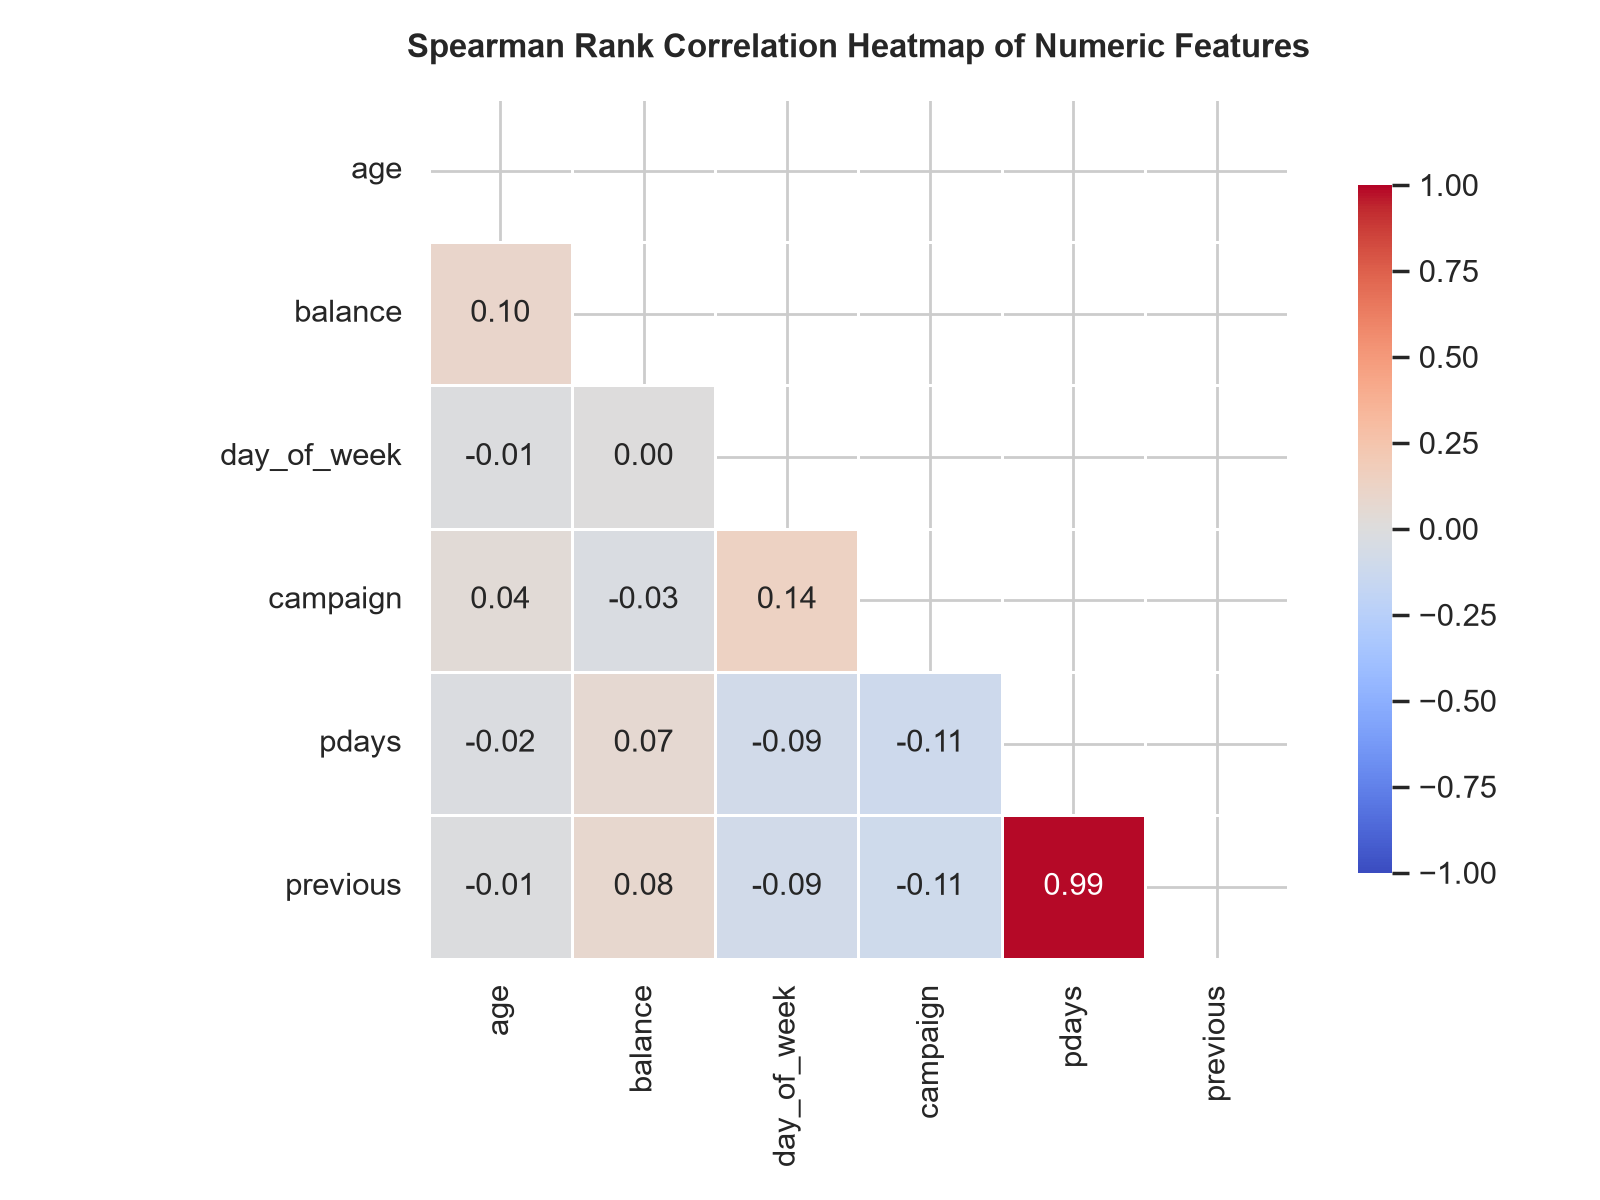 Spearman Rank Correlation Heatmap of Numeric Features
age
balance
0.10
day_of_week
-0.01 0.00
campaign
0.04 -0.03 0.14
pdays
-0.02 0.07 -0.09 -0.11
previous
-0.01 0.08 -0.09 -0.11 0.99
age
balance
day_of_week
campaign
pdays
previous
1.00
0.75
0.50
0.25
0.00
−0.25
−0.50
−0.75
−1.00